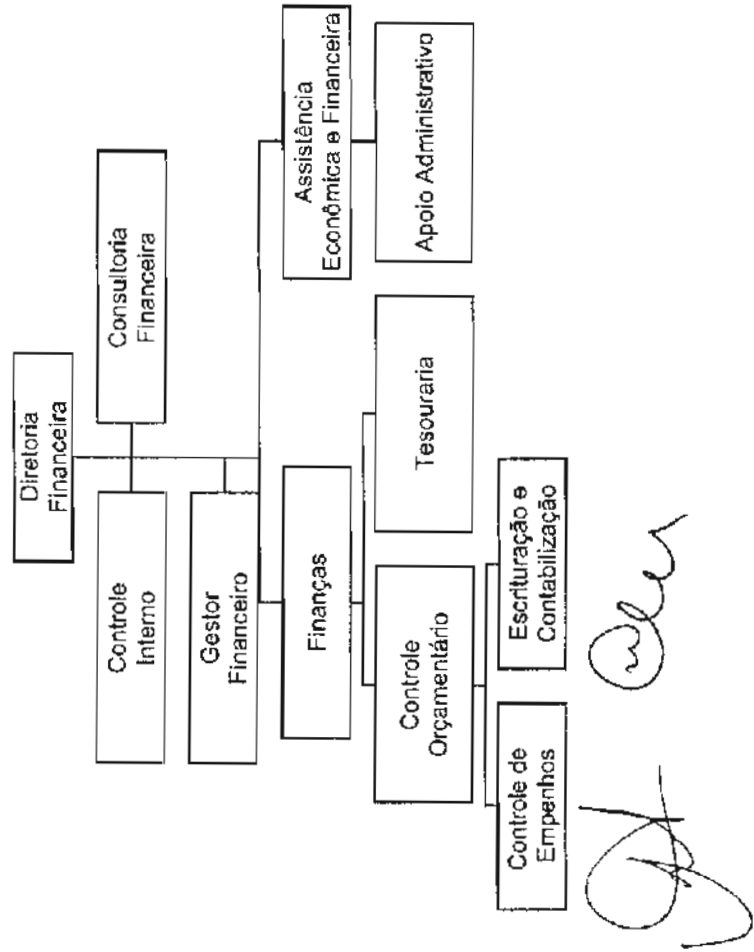 Diretoria
Financeira
Controle
Interno
Consultoria
Financeira
Gestor
Financeiro
Finanças
Assistência
Econômica e Financeira
Controle
Orçamentário
Tesouraria
Apoio Administrativo
Controle de
Empenhos
Escrituração e
Contabilização